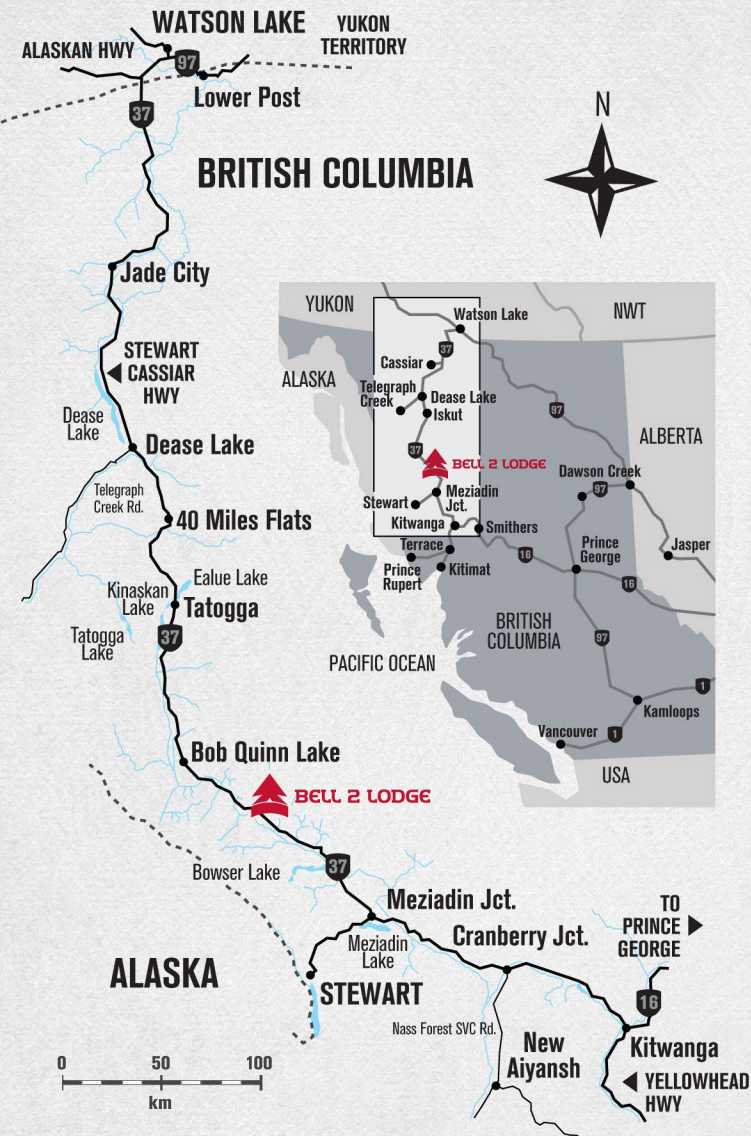 WATSON LAKE
YUKON
TERRITORY
ALASKAN HWY
97
Lower Post
37
N
BRITISH COLUMBIA
Jade City
STEWART
CASSIAR
HWY
Dease
Lake
Dease Lake
Telegraph
Creek Rd.
40 Miles Flats
Ealue Lake
Kinaskan
Lake
Tatogga
37
Tatogga
Lake
Bob Quinn Lake
BELL 2 LODGE
37
Bowser Lake
Meziadin Jct.
Meziadin
Lake
Cranberry Jct.
TO
PRINCE
GEORGE
ALASKA
STEWART
16
Nass Forest SVC Rd.
New
Aiyansh
Kitwanga
YELLOWHEAD
HWY
0 50 100
km
YUKON
NWT
Watson Lake
37
Cassiar
ALASKA
Telegraph
Creek
Dease Lake
Iskut
97
37
ALBERTA
BELL 2 LODGE
Dawson Creek
97
Meziadin
Jct.
Stewart
Kitwanga
Smithers
Terrace
16
Prince
George
Jasper
Prince
Rupert
Kitimat
16
BRITISH
COLUMBIA
97
PACIFIC OCEAN
1
Kamloops
Vancouver
1
USA